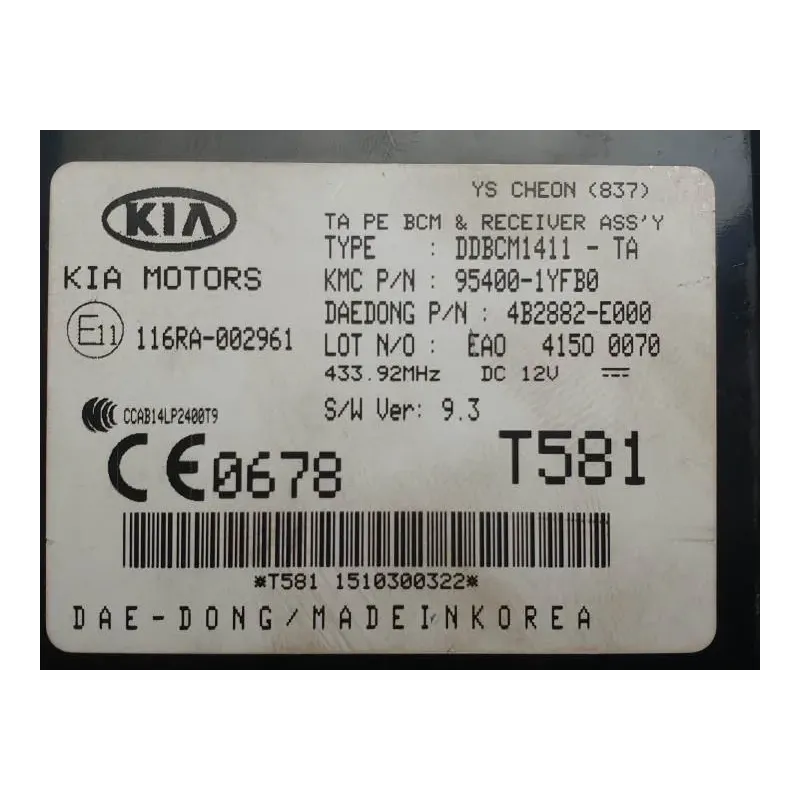 YS CHEON (837)
KIA
TA PE BCM & RECEIVER ASS'Y
TYPE : DDBCM1411 - TA
KIA MOTORS
KMC P/N : 95400-1YFB0
DAEDONG P/N : 4B2882-E000
E11 116RA-002961
LOT N/O : EAO 4150 0070
433.92MHz DC 12V
CCAB14LP2400T9
S/W Ver: 9.3
CE0678
T581
*T581 1510300322*
DAE-DONG/MADEINKOREA